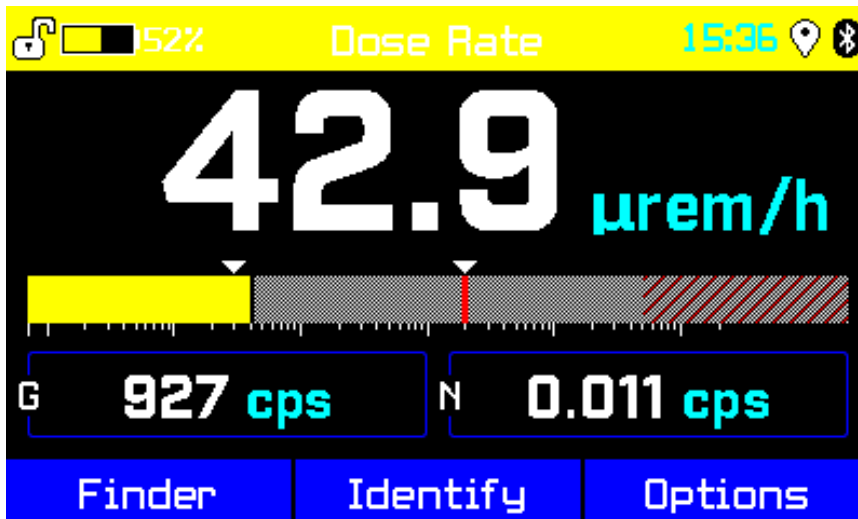 52% Dose Rate 15:36
42.9 µrem/h
G 927 cps N 0.011 cps
Finder Identify Options